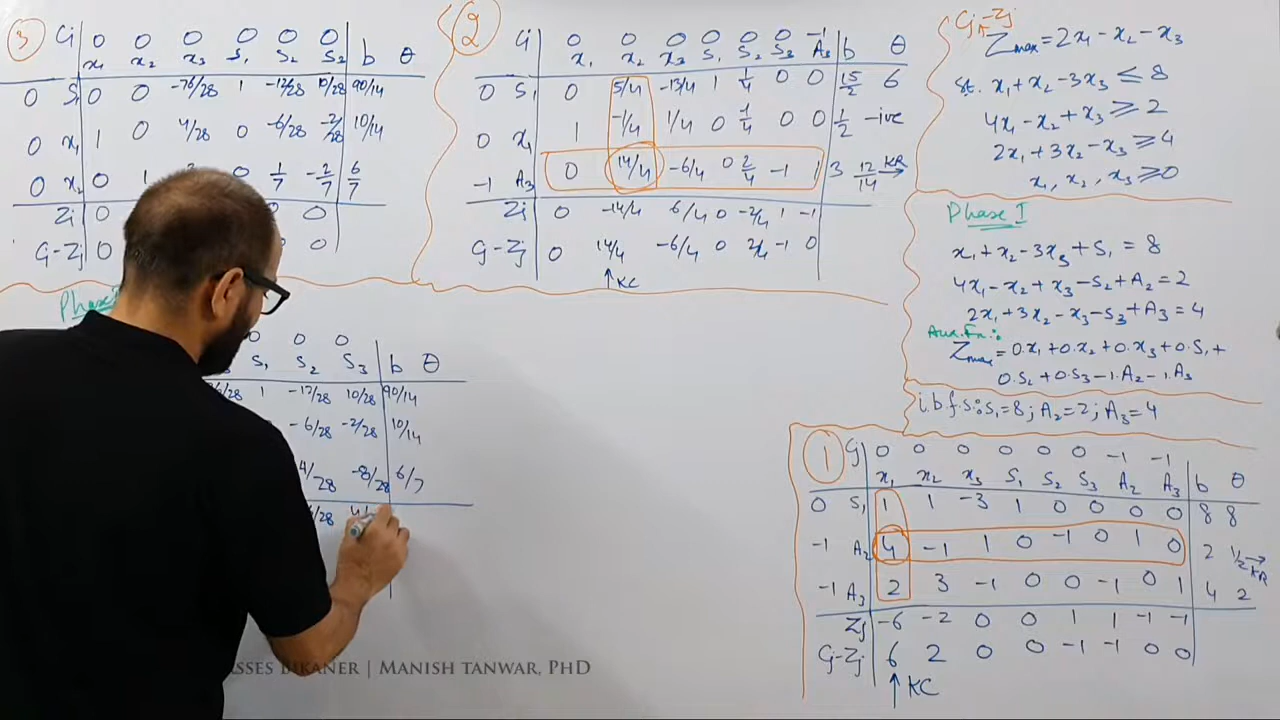 3 Cj 0 0 0 0 0 0
x₁ x₂ x₃ S₁ S₂ S₃ b θ
0 S₁ 0 0 -76/28 1 -17/28 10/28 90/14
0 x₁ 1 0 4/28 0 -6/28 -2/28 10/14
0 x₂ 0 1 0 1/7 -2/7 6/7
Zj 0 0 0
Cj-Zj 0 0
Phase
0 0 0
S₁ S₂ S₃ b θ
6/28 1 -17/28 10/28 90/14
-6/28 -2/28 10/14
4/28 -8/28 6/7
/28
2 Cj 0 0 0 0 0 0 -1
x₁ x₂ x₃ S₁ S₂ S₃ A₃ b θ
0 S₁ 0 5/4 -13/4 1 1/4 0 0 15/2 6
0 x₁ 1 -1/4 1/4 0 1/4 0 0 1/2 -ive
-1 A₃ 0 14/4 -6/4 0 2/4 -1 1 3 12/14 KR
Zj 0 -14/4 6/4 0 -2/4 1 -1
Cj-Zj 0 14/4 -6/4 0 2/4 -1 0
↑KC
Cj-Zj
Zmax = 2x₁ - x₂ - x₃
St. x₁ + x₂ - 3x₃ ≤ 8
4x₁ - x₂ + x₃ ≥ 2
2x₁ + 3x₂ - x₃ ≥ 4
x₁, x₂, x₃ ≥ 0
Phase I
x₁ + x₂ - 3x₃ + S₁ = 8
4x₁ - x₂ + x₃ - S₂ + A₂ = 2
2x₁ + 3x₂ - x₃ - S₃ + A₃ = 4
Aux. Fn.:
Zmax = 0.x₁ + 0.x₂ + 0.x₃ + 0.S₁ +
0.S₂ + 0.S₃ - 1.A₂ - 1.A₃
i.b.f.s: S₁ = 8; A₂ = 2; A₃ = 4
1 Cj 0 0 0 0 0 0 -1 -1
x₁ x₂ x₃ S₁ S₂ S₃ A₂ A₃ b θ
0 S₁ 1 1 -3 1 0 0 0 0 8 8
-1 A₂ 4 -1 1 0 -1 0 1 0 2 1/2 → KR
-1 A₃ 2 3 -1 0 0 -1 0 1 4 2
Zj -6 -2 0 0 1 1 -1 -1
Cj-Zj 6 2 0 0 -1 -1 0 0
↑KC
SSES BIKANER | MANISH TANWAR, PHD